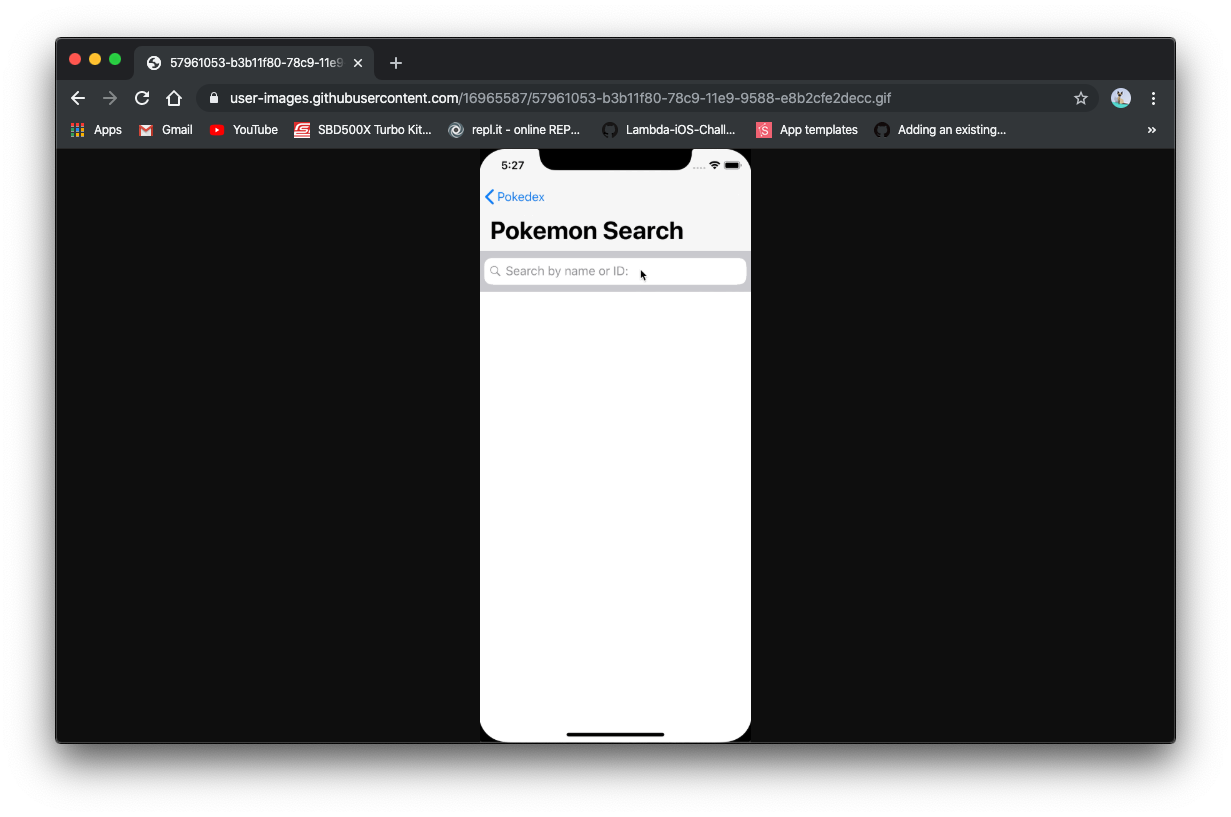 57961053-b3b11f80-78c9-11e9
user-images.githubusercontent.com/16965587/57961053-b3b11f80-78c9-11e9-9588-e8b2cfe2decc.gif
Apps Gmail YouTube SBD500X Turbo Kit... repl.it - online REP... Lambda-iOS-Chall... App templates Adding an existing... »
5:27
Pokedex
Pokemon Search
Search by name or ID: